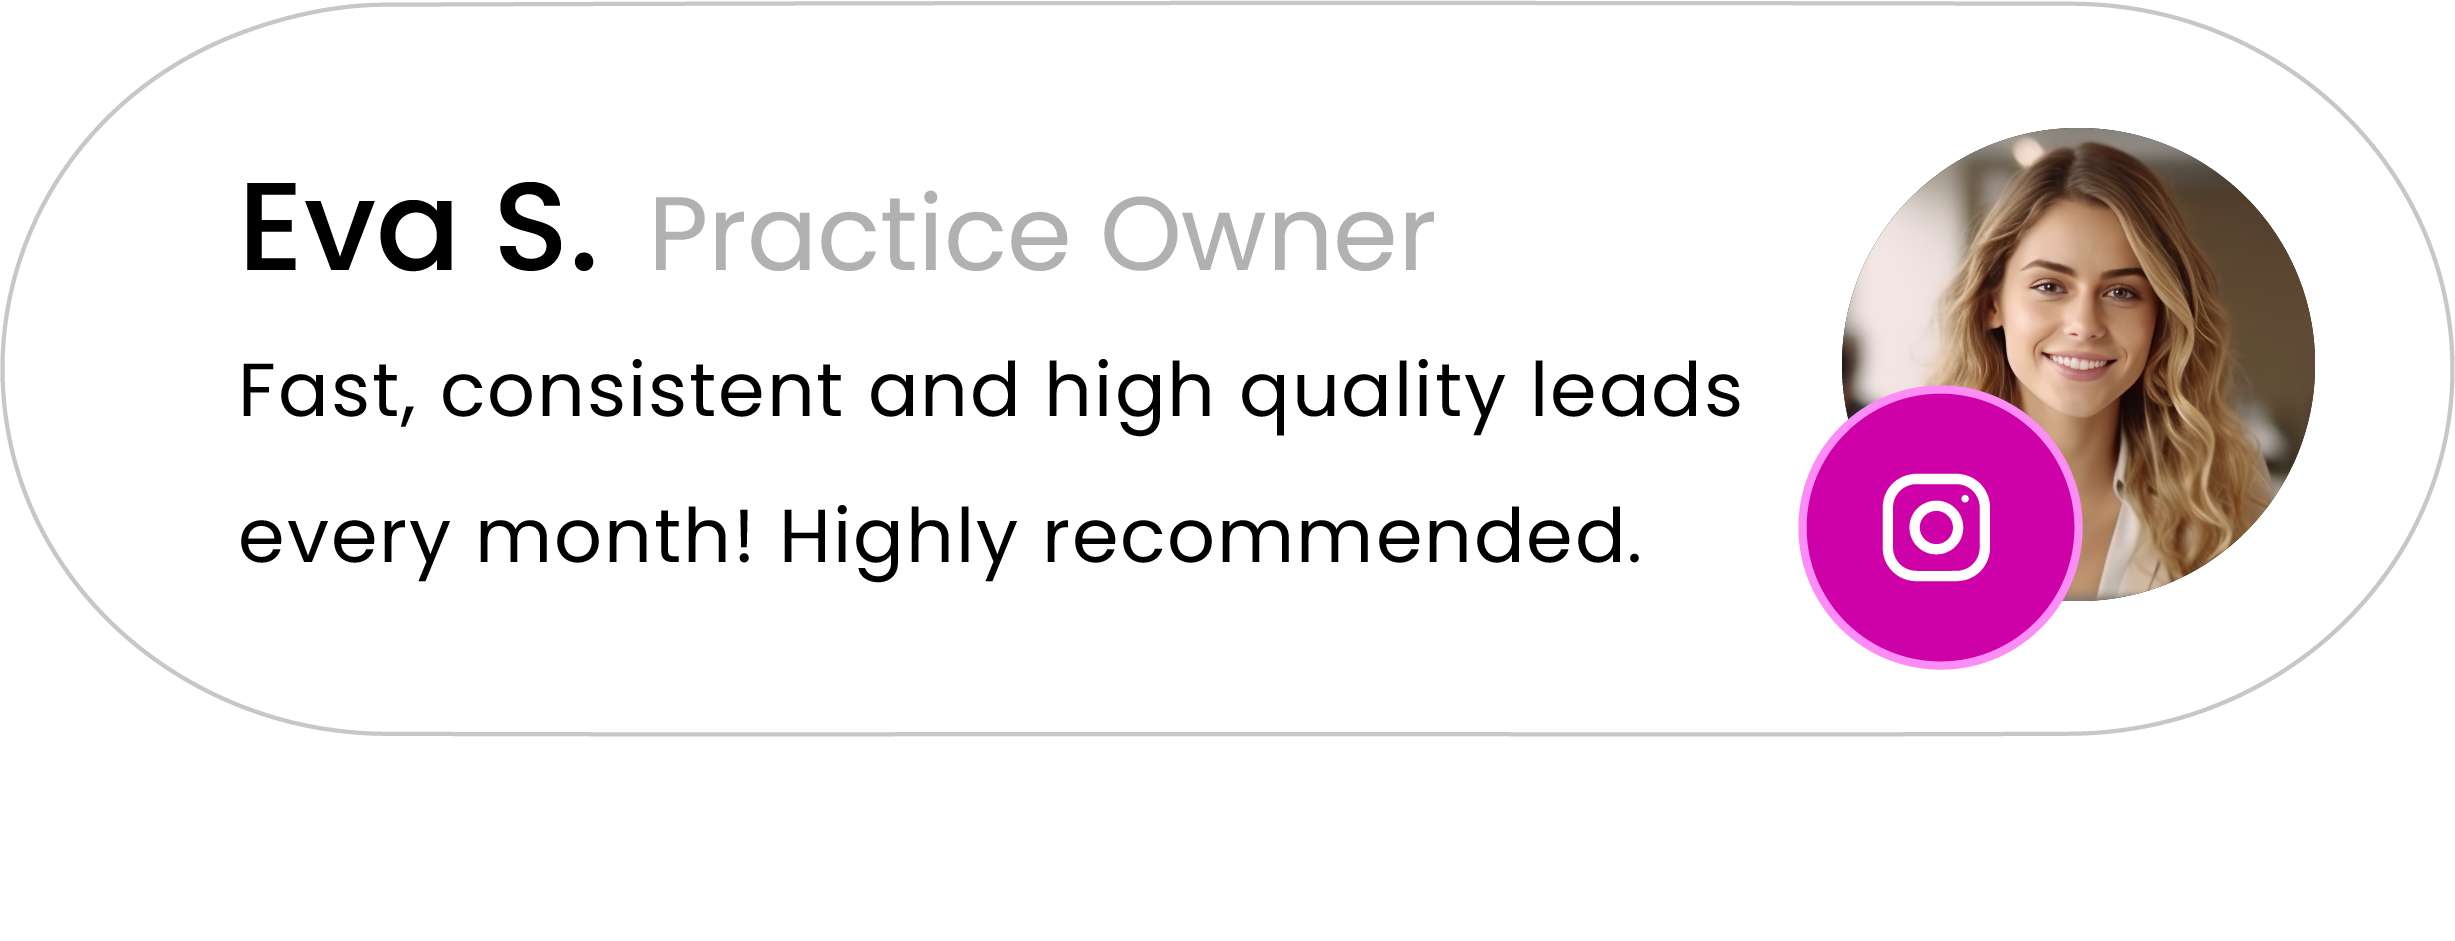 Eva S. Practice Owner
Fast, consistent and high quality leads
every month! Highly recommended.